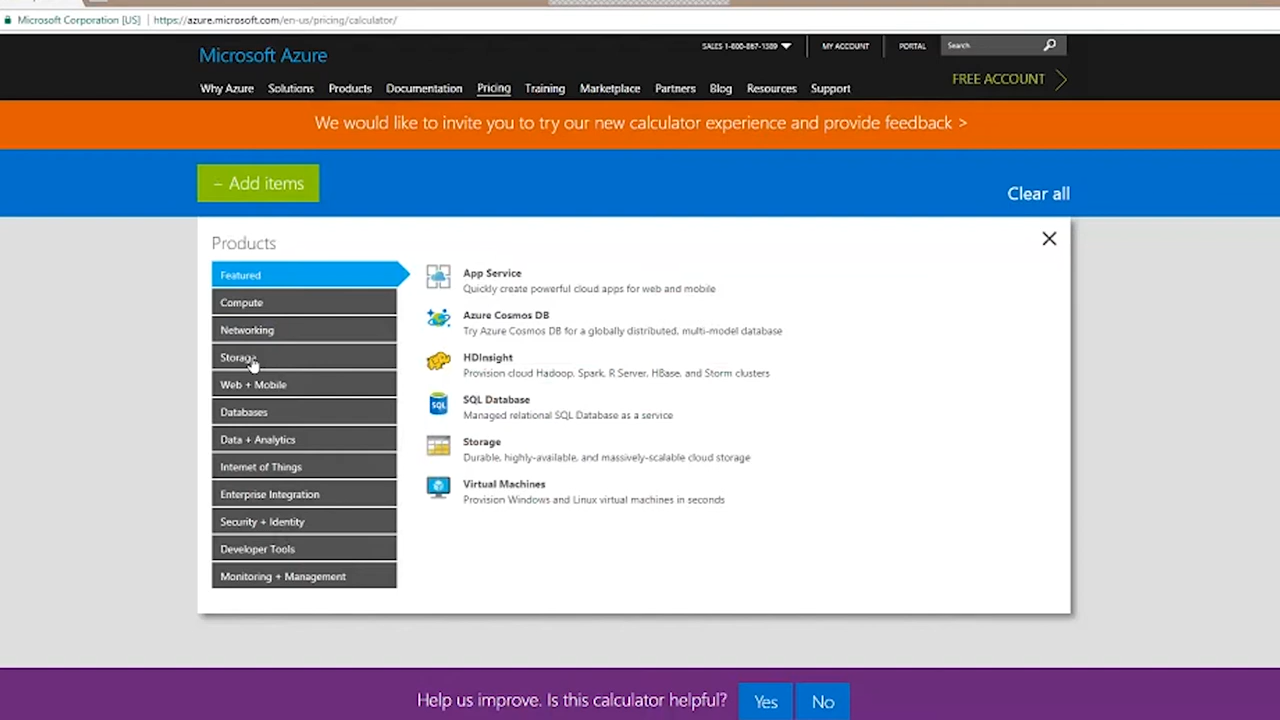 Microsoft Corporation [US] | https://azure.microsoft.com/en-us/pricing/calculator/
Microsoft Azure
SALES 1-800-867-1389
MY ACCOUNT
PORTAL
Search
FREE ACCOUNT
Why Azure Solutions Products Documentation Pricing Training Marketplace Partners Blog Resources Support
We would like to invite you to try our new calculator experience and provide feedback >
– Add items
Clear all
Products
Featured
Compute
Networking
Storage
Web + Mobile
Databases
Data + Analytics
Internet of Things
Enterprise Integration
Security + Identity
Developer Tools
Monitoring + Management
App Service
Quickly create powerful cloud apps for web and mobile
Azure Cosmos DB
Try Azure Cosmos DB for a globally distributed, multi-model database
HDInsight
Provision cloud Hadoop, Spark, R Server, HBase, and Storm clusters
SQL
SQL Database
Managed relational SQL Database as a service
Storage
Durable, highly-available, and massively-scalable cloud storage
Virtual Machines
Provision Windows and Linux virtual machines in seconds
Help us improve. Is this calculator helpful?
Yes
No